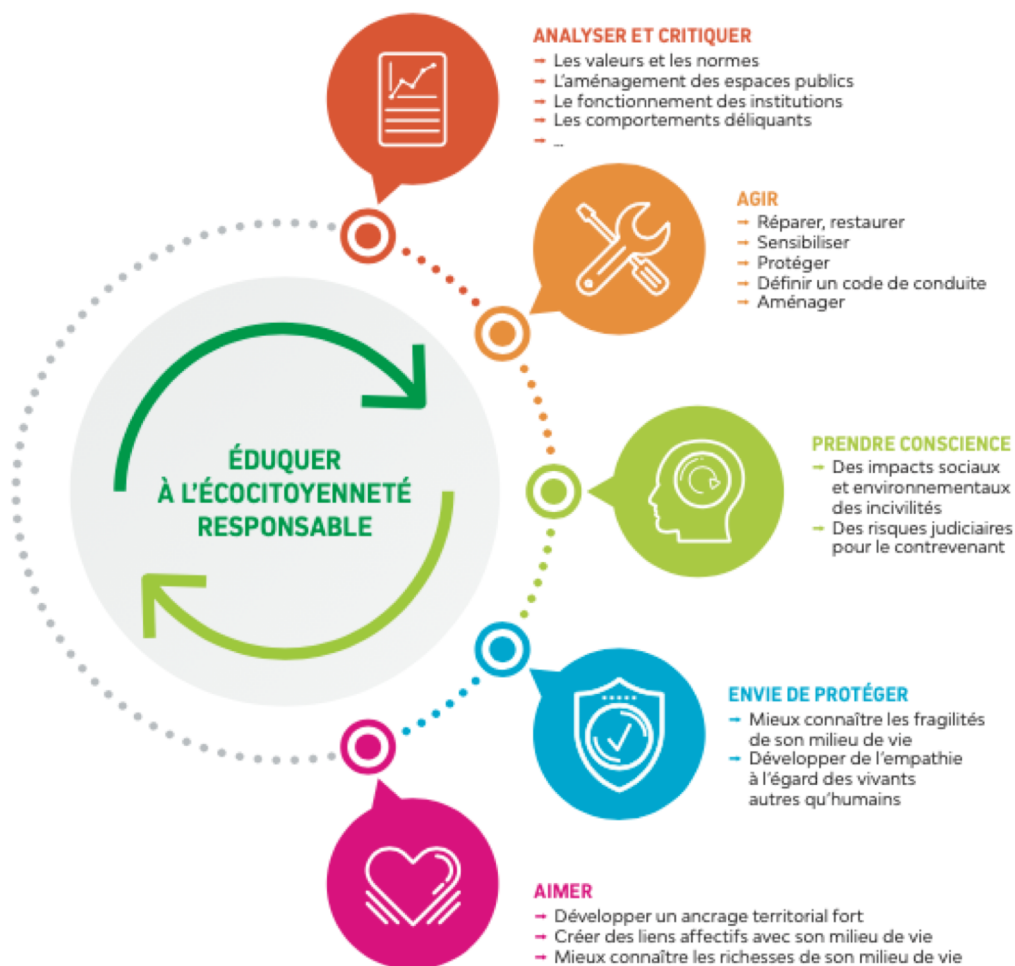 ANALYSER ET CRITIQUER
→ Les valeurs et les normes
→ L'aménagement des espaces publics
→ Le fonctionnement des institutions
→ Les comportements déliquants
→ ...
AGIR
→ Réparer, restaurer
→ Sensibiliser
→ Protéger
→ Définir un code de conduite
→ Aménager
ÉDUQUER
À L'ÉCOCITOYENNETÉ
RESPONSABLE
PRENDRE CONSCIENCE
→ Des impacts sociaux
et environnementaux
des incivilités
→ Des risques judiciaires
pour le contrevenant
ENVIE DE PROTÉGER
→ Mieux connaître les fragilités
de son milieu de vie
→ Développer de l'empathie
à l'égard des vivants
autres qu'humains
AIMER
→ Développer un ancrage territorial fort
→ Créer des liens affectifs avec son milieu de vie
→ Mieux connaître les richesses de son milieu de vie